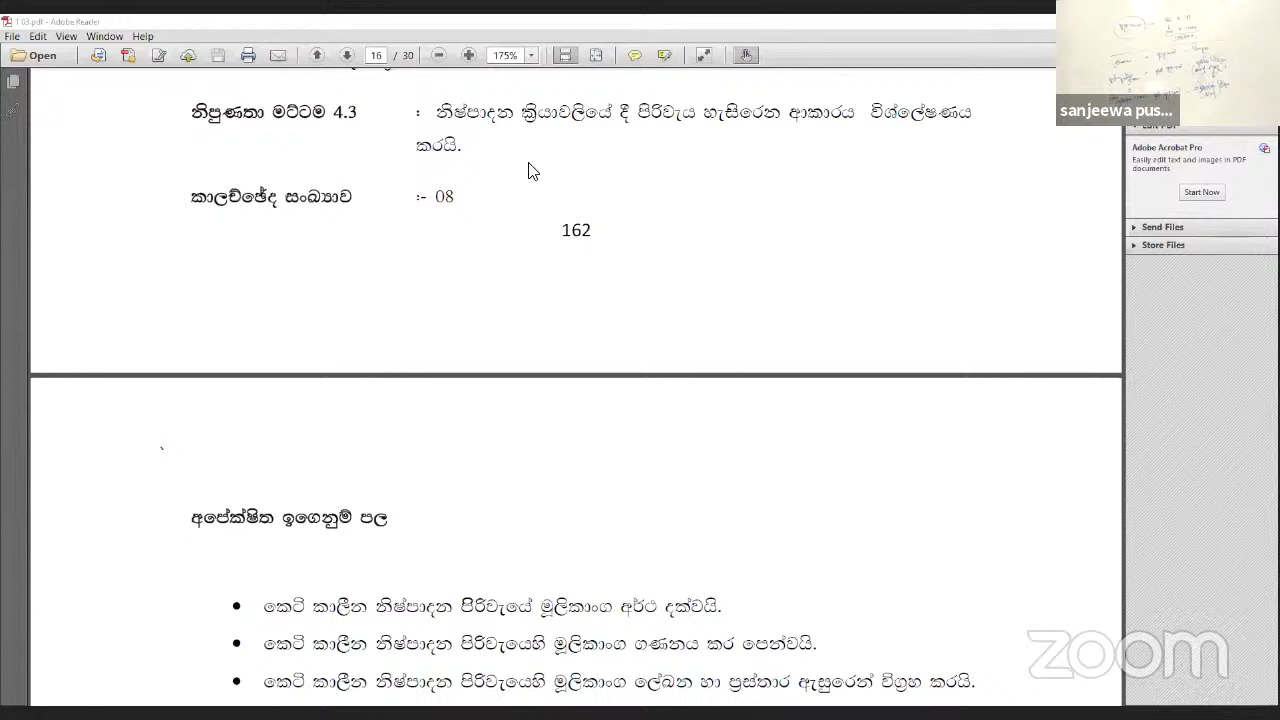 T 03.pdf - Adobe Reader
File Edit View Window Help
Open 16 / 30 175%
නිපුණතා මට්ටම 4.3 : නිෂ්පාදන ක්‍රියාවලියේ දී පිරිවැය හැසිරෙන ආකාරය විශ්ලේෂණය
කරයි.
කාලච්ඡේද සංඛ්‍යාව :- 08
162
අපේක්ෂිත ඉගෙනුම් පල
• කෙටි කාලීන නිෂ්පාදන පිරිවැයේ මූලිකාංග අර්ථ දක්වයි.
• කෙටි කාලීන නිෂ්පාදන පිරිවැයෙහි මූලිකාංග ගණනය කර පෙන්වයි.
• කෙටි කාලීන නිෂ්පාදන පිරිවැයෙහි මූලිකාංග ලේඛන හා ප්‍රස්තාර ඇසුරෙන් විග්‍රහ කරයි.
sanjeewa pus...
Edit PDF
Adobe Acrobat Pro
Easily edit text and images in PDF
documents
Start Now
Send Files
Store Files
zoom